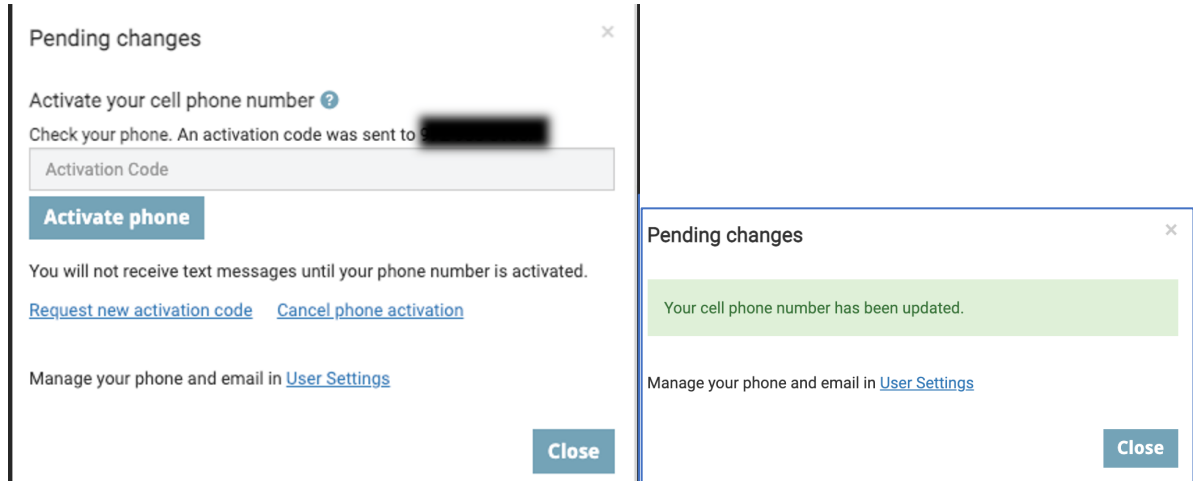 Pending changes
×
Activate your cell phone number ?
Check your phone. An activation code was sent to
Activation Code
Activate phone
You will not receive text messages until your phone number is activated.
Request new activation code Cancel phone activation
Manage your phone and email in User Settings
Close
Pending changes
×
Your cell phone number has been updated.
Manage your phone and email in User Settings
Close